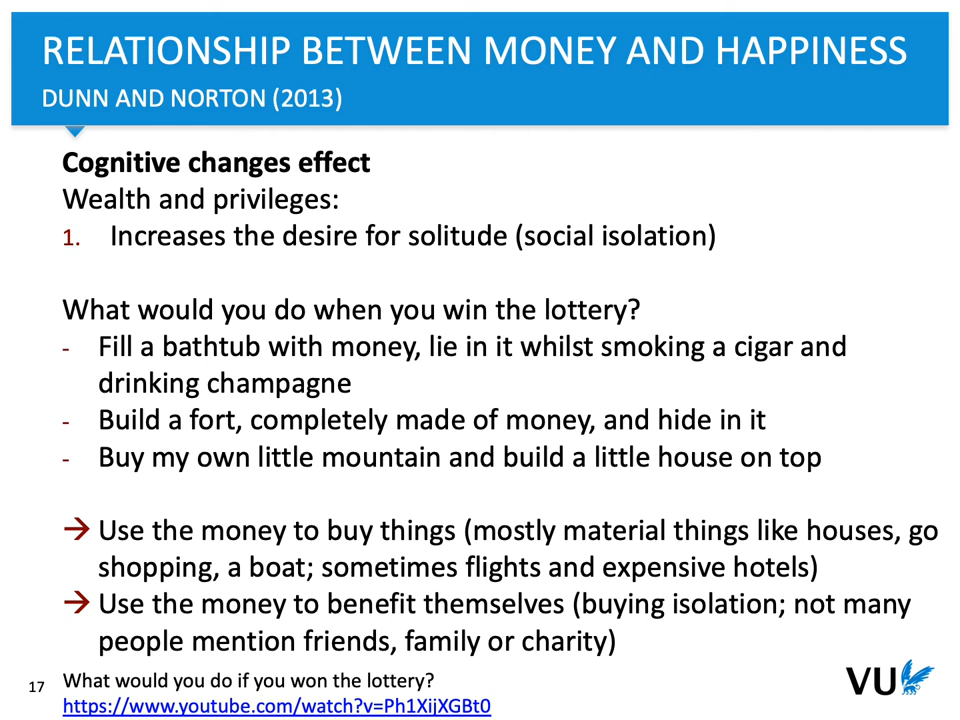 RELATIONSHIP BETWEEN MONEY AND HAPPINESS
DUNN AND NORTON (2013)
Cognitive changes effect
Wealth and privileges:
1. Increases the desire for solitude (social isolation)
What would you do when you win the lottery?
- Fill a bathtub with money, lie in it whilst smoking a cigar and
drinking champagne
- Build a fort, completely made of money, and hide in it
- Buy my own little mountain and build a little house on top
→ Use the money to buy things (mostly material things like houses, go
shopping, a boat; sometimes flights and expensive hotels)
→ Use the money to benefit themselves (buying isolation; not many
people mention friends, family or charity)
17 What would you do if you won the lottery?
https://www.youtube.com/watch?v=Ph1XijXGBt0
VU